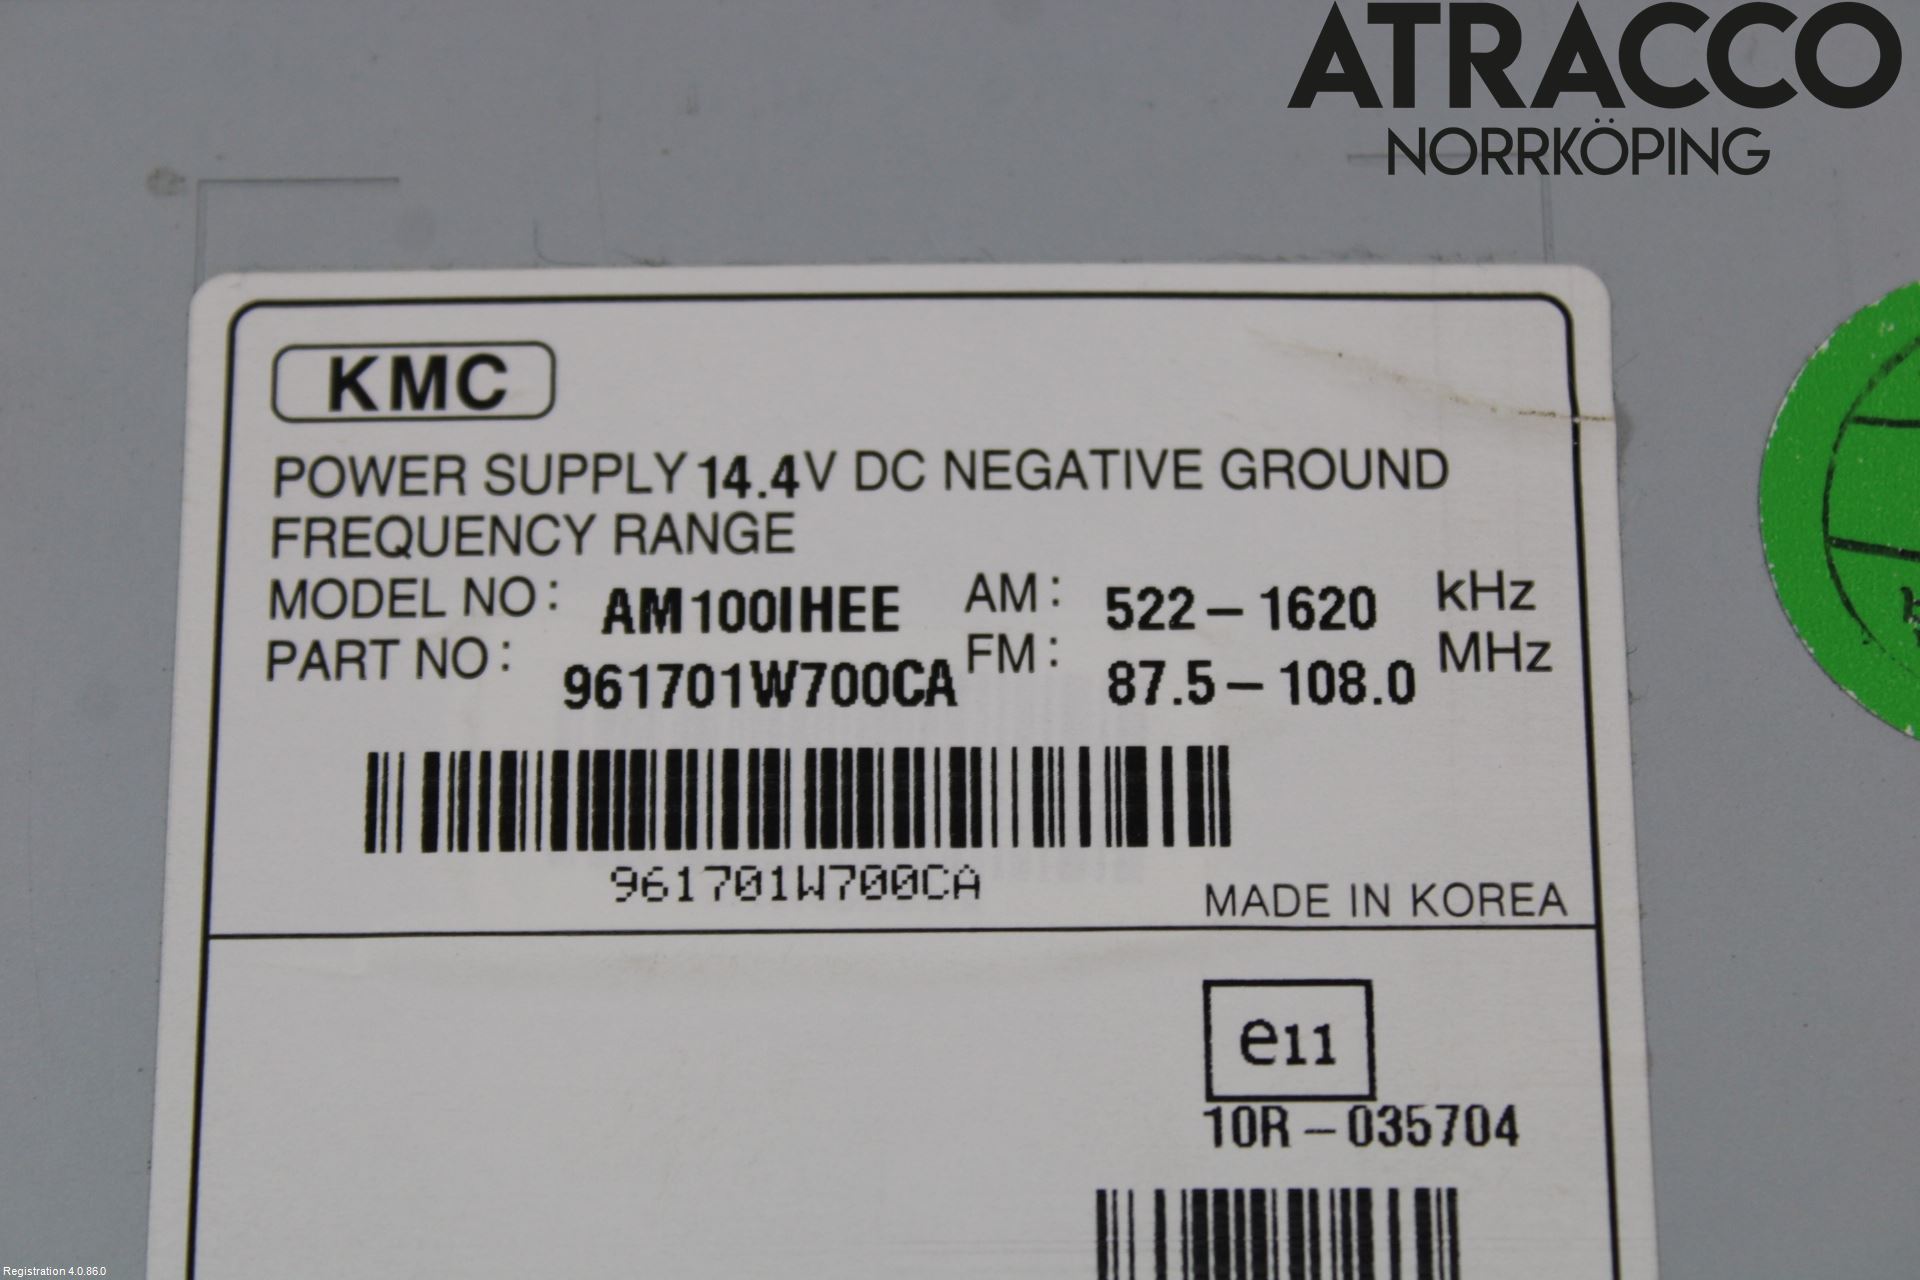 ATRACCO
NORRKÖPING
KMC
POWER SUPPLY 14.4V DC NEGATIVE GROUND
FREQUENCY RANGE
MODEL NO: AM100IHEE AM: 522-1620 kHz
PART NO: 961701W700CA FM: 87.5-108.0 MHz
961701W700CA
MADE IN KOREA
e11
10R-035704
Registration 4.0.86.0